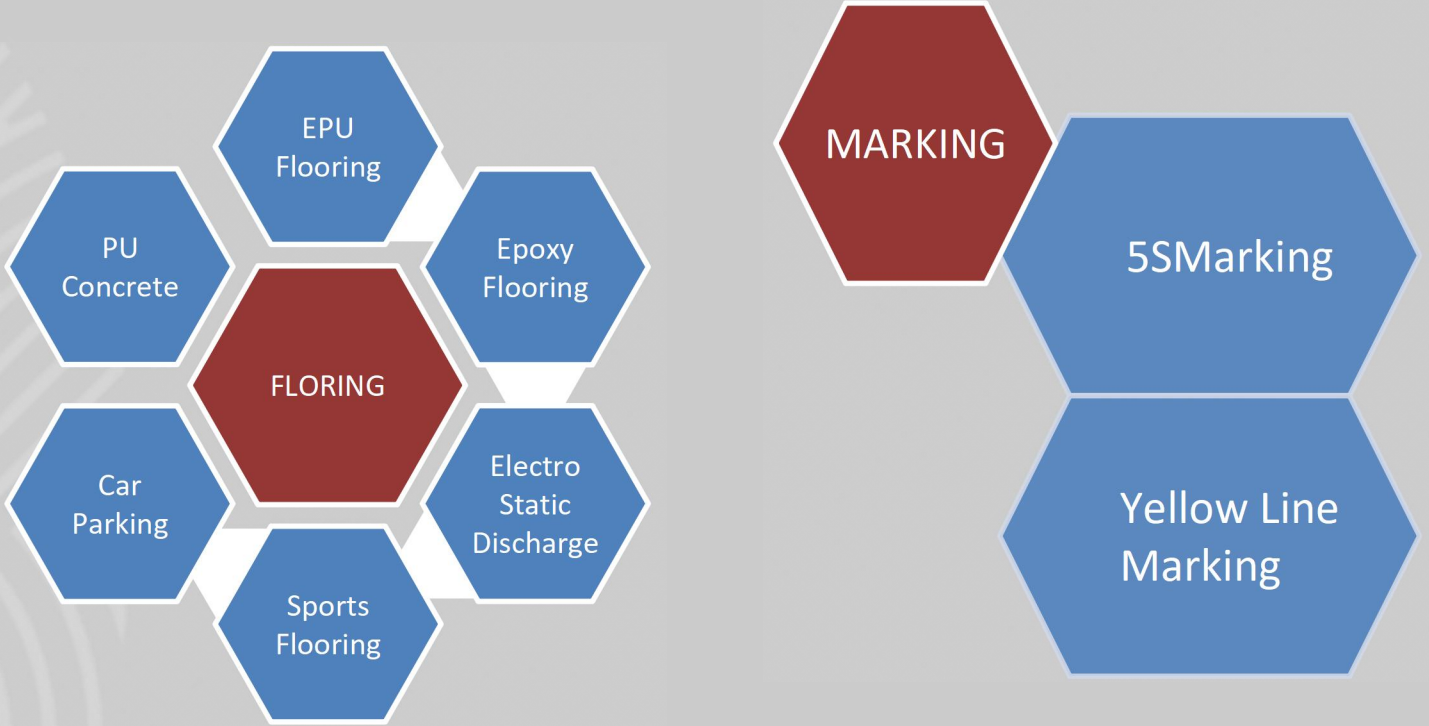 EPU
Flooring
Epoxy
Flooring
Electro
Static
Discharge
Sports
Flooring
Car
Parking
PU
Concrete
FLORING
MARKING
5SMarking
Yellow Line
Marking